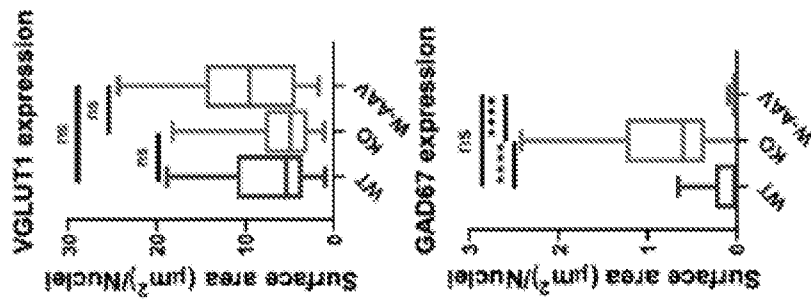 VGLUT1 expression
Surface area (μm²)/Nuclei
30
20
10
0
ns
ns
ns
WT
KO
W-AAV
GAD67 expression
Surface area (μm²)/Nuclei
3
2
1
0
ns
****
****
WT
KO
W-AAV